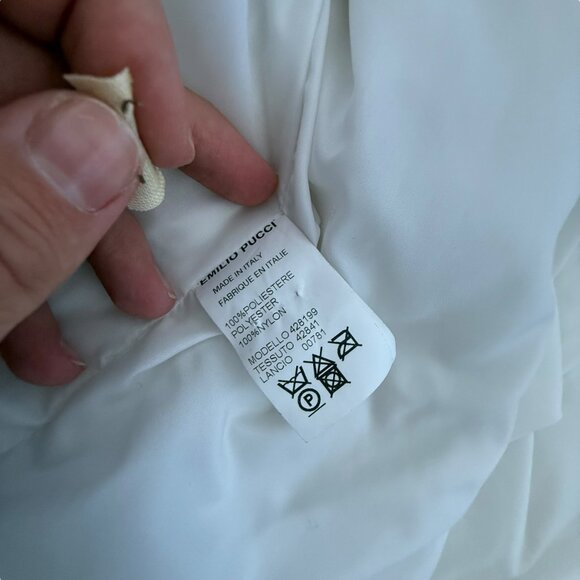 EMILIO PUCCI
MADE IN ITALY
FABRIQUE EN ITALIE
100%POLIESTERE
POLYESTER
100%NYLON
MODELLO 428199
TESSUTO 42841
LANCIO 00781
P